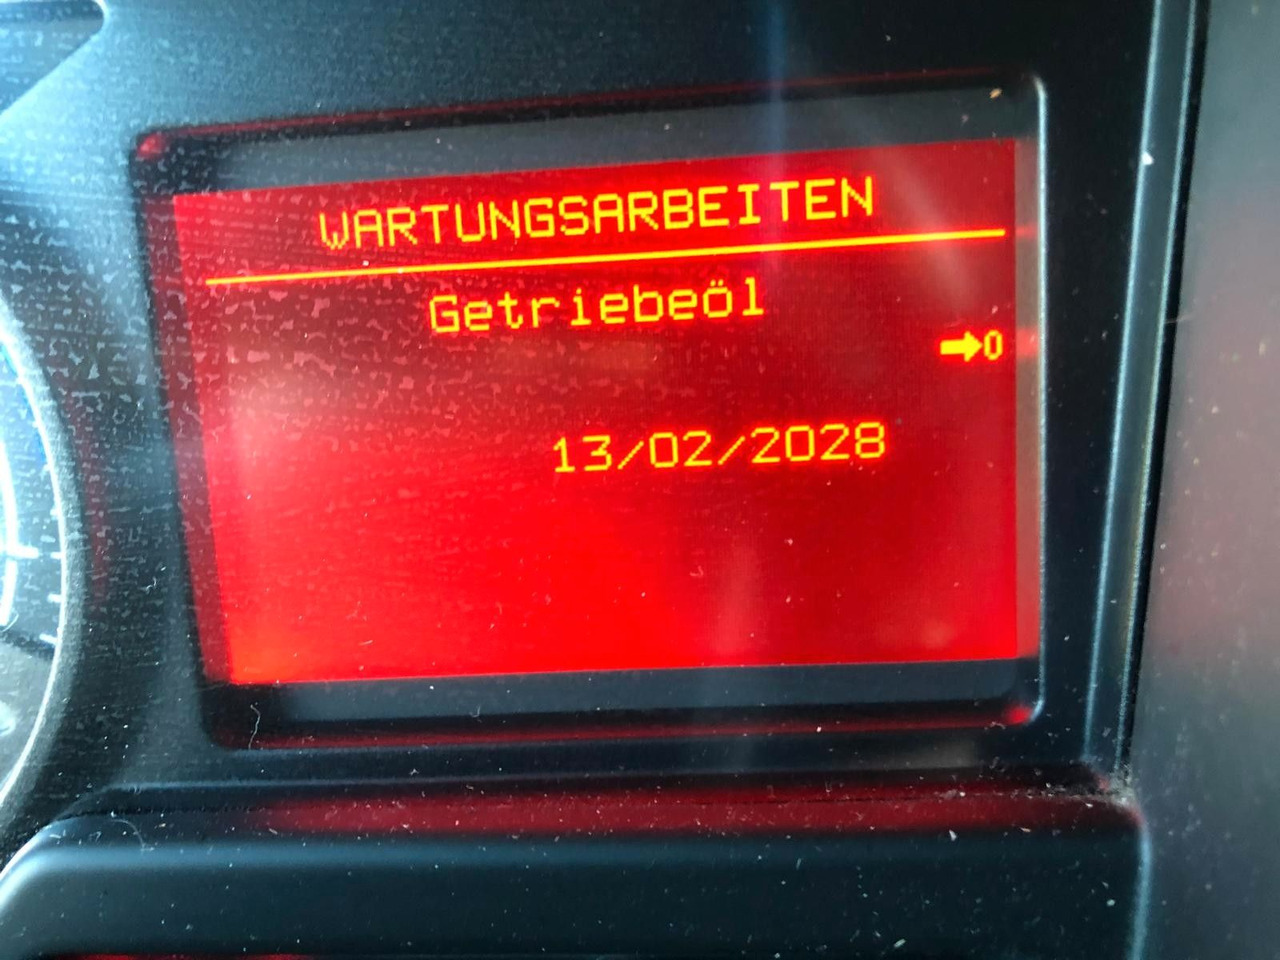 WARTUNGSARBEITEN
Getriebeöl
➡0
13/02/2028